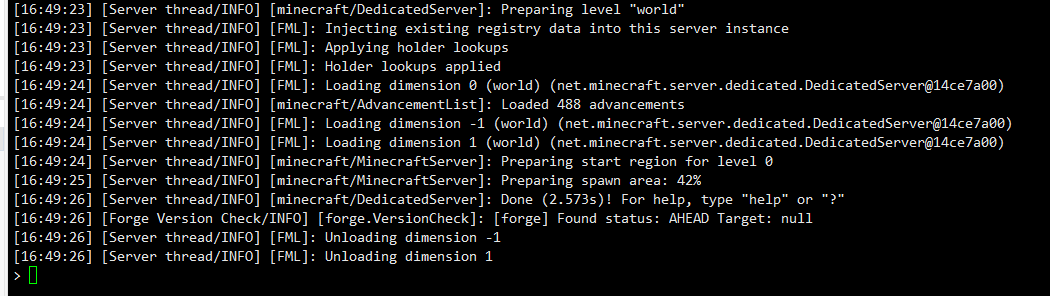 [16:49:23] [Server thread/INFO] [minecraft/DedicatedServer]: Preparing level "world"
[16:49:23] [Server thread/INFO] [FML]: Injecting existing registry data into this server instance
[16:49:23] [Server thread/INFO] [FML]: Applying holder lookups
[16:49:23] [Server thread/INFO] [FML]: Holder lookups applied
[16:49:24] [Server thread/INFO] [FML]: Loading dimension 0 (world) (net.minecraft.server.dedicated.DedicatedServer@14ce7a00)
[16:49:24] [Server thread/INFO] [minecraft/AdvancementList]: Loaded 488 advancements
[16:49:24] [Server thread/INFO] [FML]: Loading dimension -1 (world) (net.minecraft.server.dedicated.DedicatedServer@14ce7a00)
[16:49:24] [Server thread/INFO] [FML]: Loading dimension 1 (world) (net.minecraft.server.dedicated.DedicatedServer@14ce7a00)
[16:49:24] [Server thread/INFO] [minecraft/MinecraftServer]: Preparing start region for level 0
[16:49:25] [Server thread/INFO] [minecraft/MinecraftServer]: Preparing spawn area: 42%
[16:49:26] [Server thread/INFO] [minecraft/DedicatedServer]: Done (2.573s)! For help, type "help" or "?"
[16:49:26] [Forge Version Check/INFO] [forge.VersionCheck]: [forge] Found status: AHEAD Target: null
[16:49:26] [Server thread/INFO] [FML]: Unloading dimension -1
[16:49:26] [Server thread/INFO] [FML]: Unloading dimension 1
>